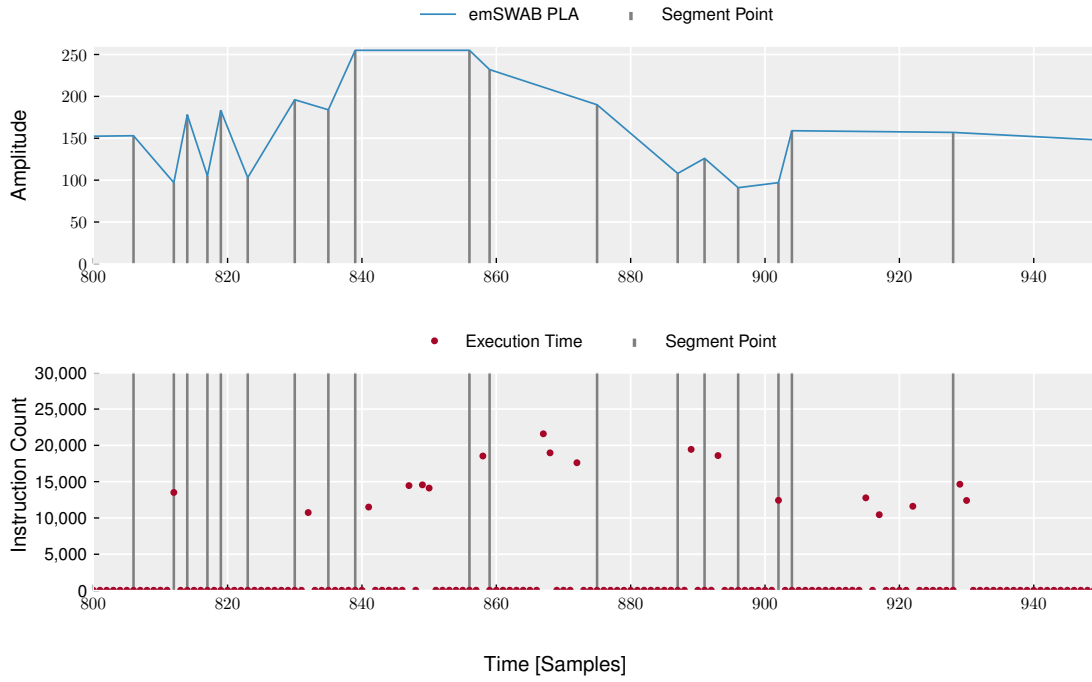 emSWAB PLA Segment Point
Amplitude
250
200
150
100
50
0
800 820 840 860 880 900 920 940
Execution Time Segment Point
Instruction Count
30,000
25,000
20,000
15,000
10,000
5,000
0
800 820 840 860 880 900 920 940
Time [Samples]